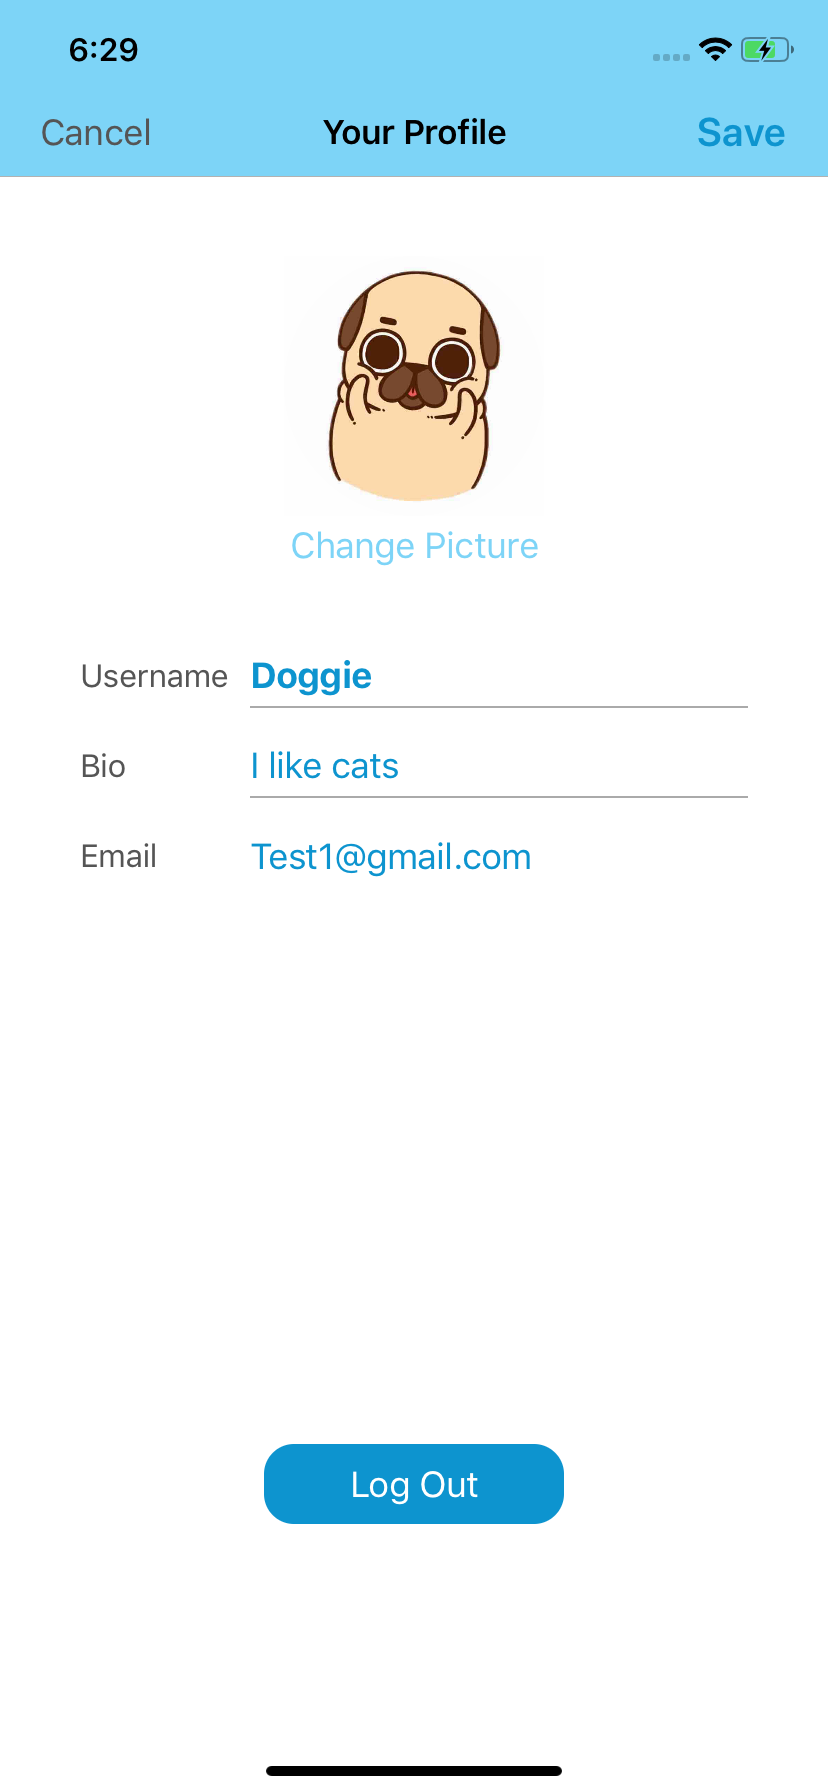 6:29
Cancel Your Profile Save
Change Picture
Username Doggie
Bio I like cats
Email Test1@gmail.com
Log Out